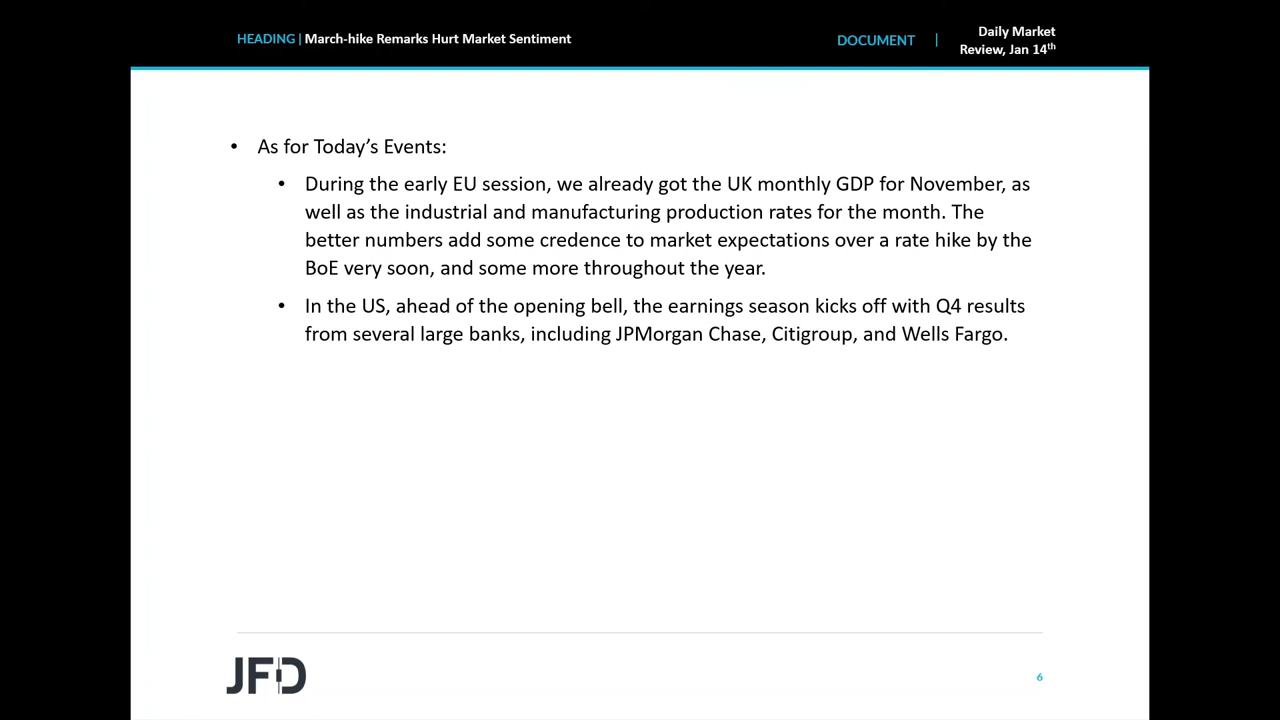 HEADING | March-hike Remarks Hurt Market Sentiment
DOCUMENT | Daily Market
Review, Jan 14th
• As for Today’s Events:
• During the early EU session, we already got the UK monthly GDP for November, as
well as the industrial and manufacturing production rates for the month. The
better numbers add some credence to market expectations over a rate hike by the
BoE very soon, and some more throughout the year.
• In the US, ahead of the opening bell, the earnings season kicks off with Q4 results
from several large banks, including JPMorgan Chase, Citigroup, and Wells Fargo.
JFD
6